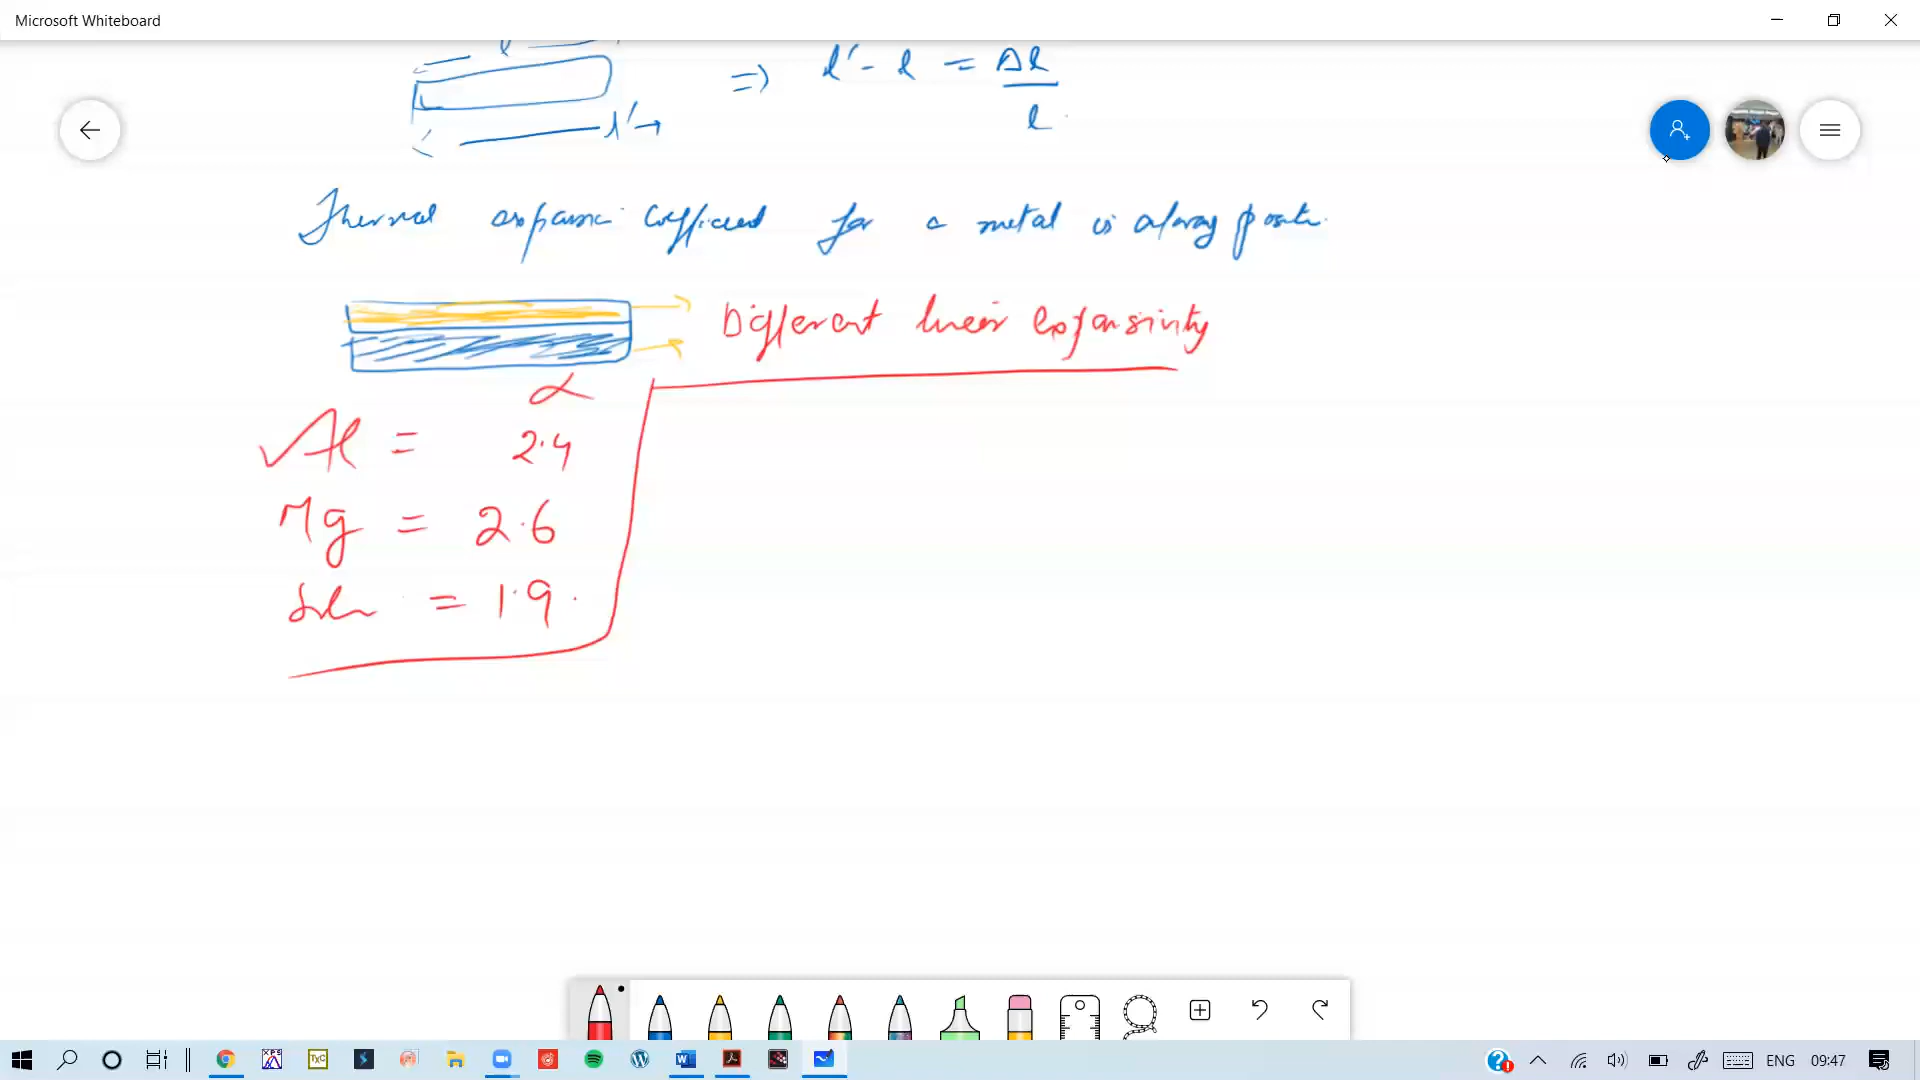 Microsoft Whiteboard
l
⇒ l' - l = Δl
l
l'
Thermal expansion coefficient for a metal is always positive.
Different linear expansivity
α
Al = 2.4
Mg = 2.6
= 1.9
ENG 09:47